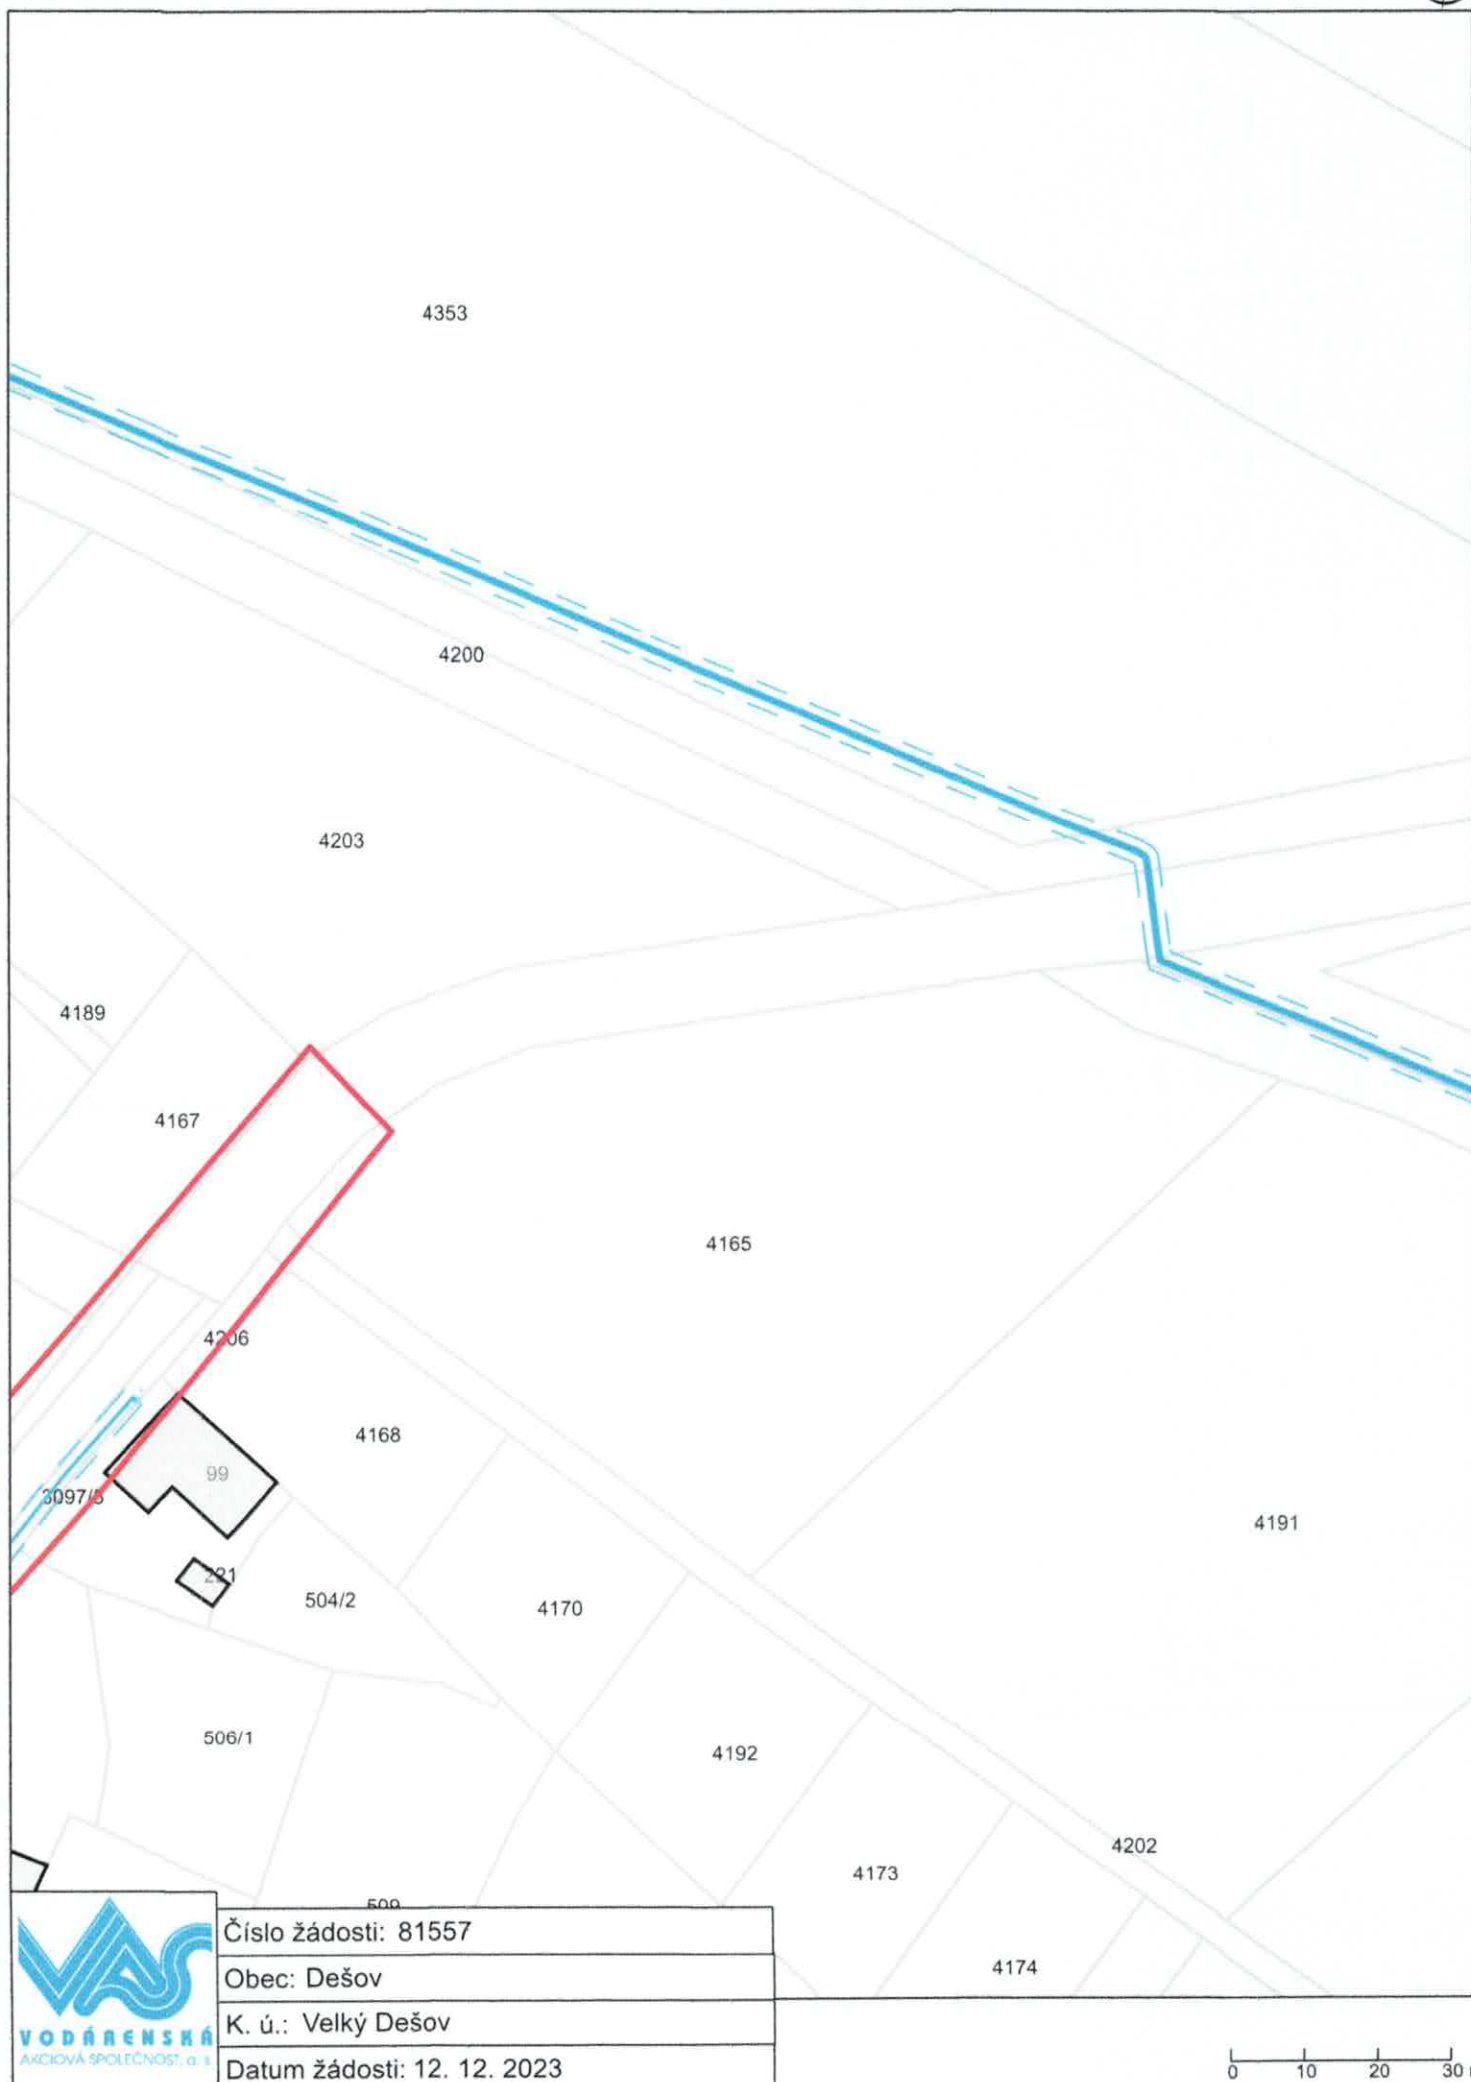 4353
4200
4203
4189
4167
4165
4206
4168
99
3097/5
4191
221
504/2
4170
506/1
4192
4202
4173
509
4174
VODÁRENSKÁ
AKCIOVÁ SPOLEČNOST, a. s.
Číslo žádosti: 81557
Obec: Dešov
K. ú.: Velký Dešov
Datum žádosti: 12. 12. 2023
0 10 20 30